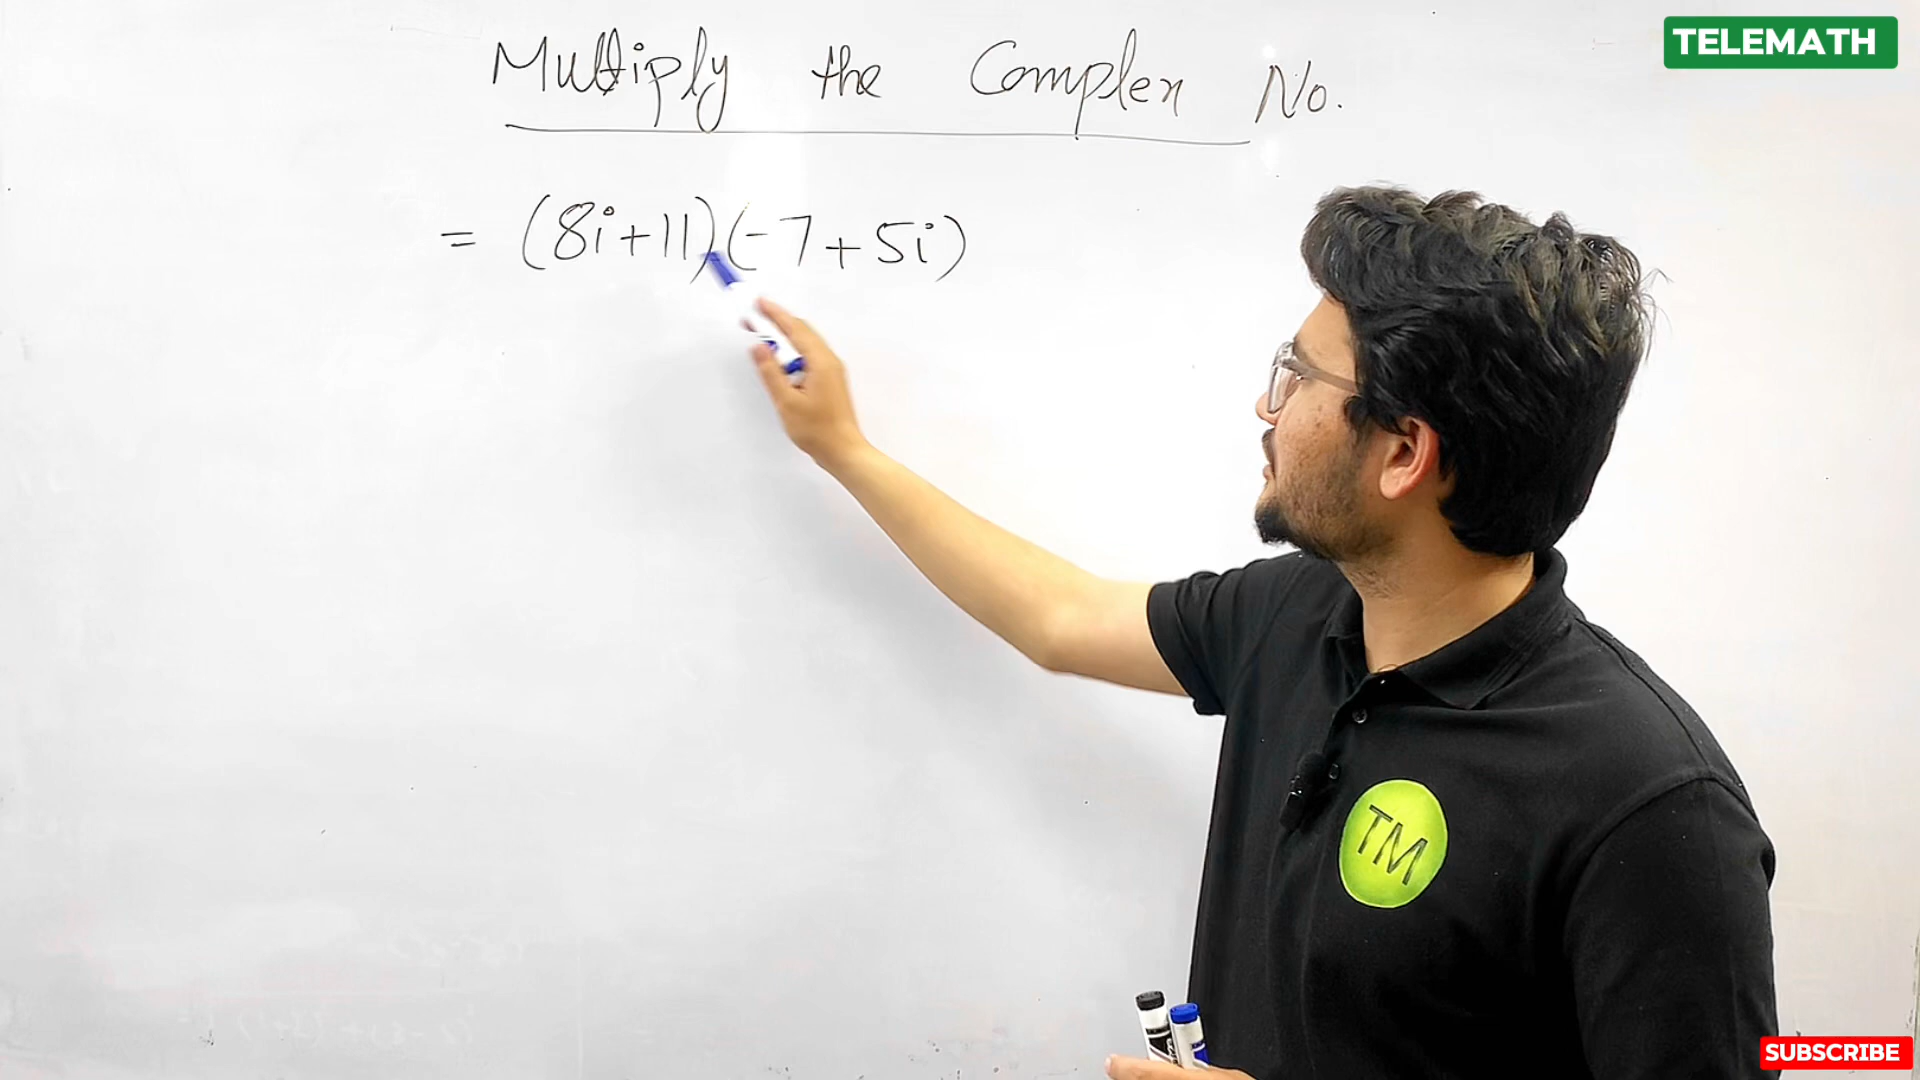 Multiply the Complex No.
TELEMATH
= (8i+11)(-7+5i)
TM
SUBSCRIBE